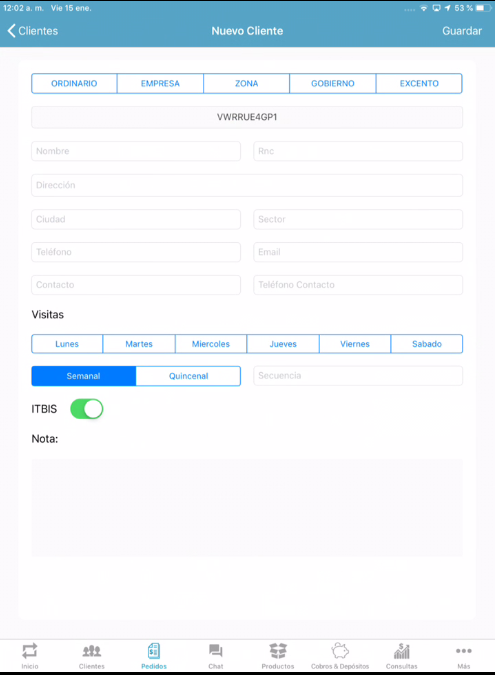 12:02 a. m. Vie 15 ene. 53 %
Clientes Nuevo Cliente Guardar
ORDINARIO EMPRESA ZONA GOBIERNO EXCENTO
VWRRUE4GP1
Nombre Rnc
Dirección
Ciudad Sector
Teléfono Email
Contacto Teléfono Contacto
Visitas
Lunes Martes Miercoles Jueves Viernes Sabado
Semanal Quincenal Secuencia
ITBIS
Nota:
Inicio Clientes Pedidos Chat Productos Cobros & Depósitos Consultas Más